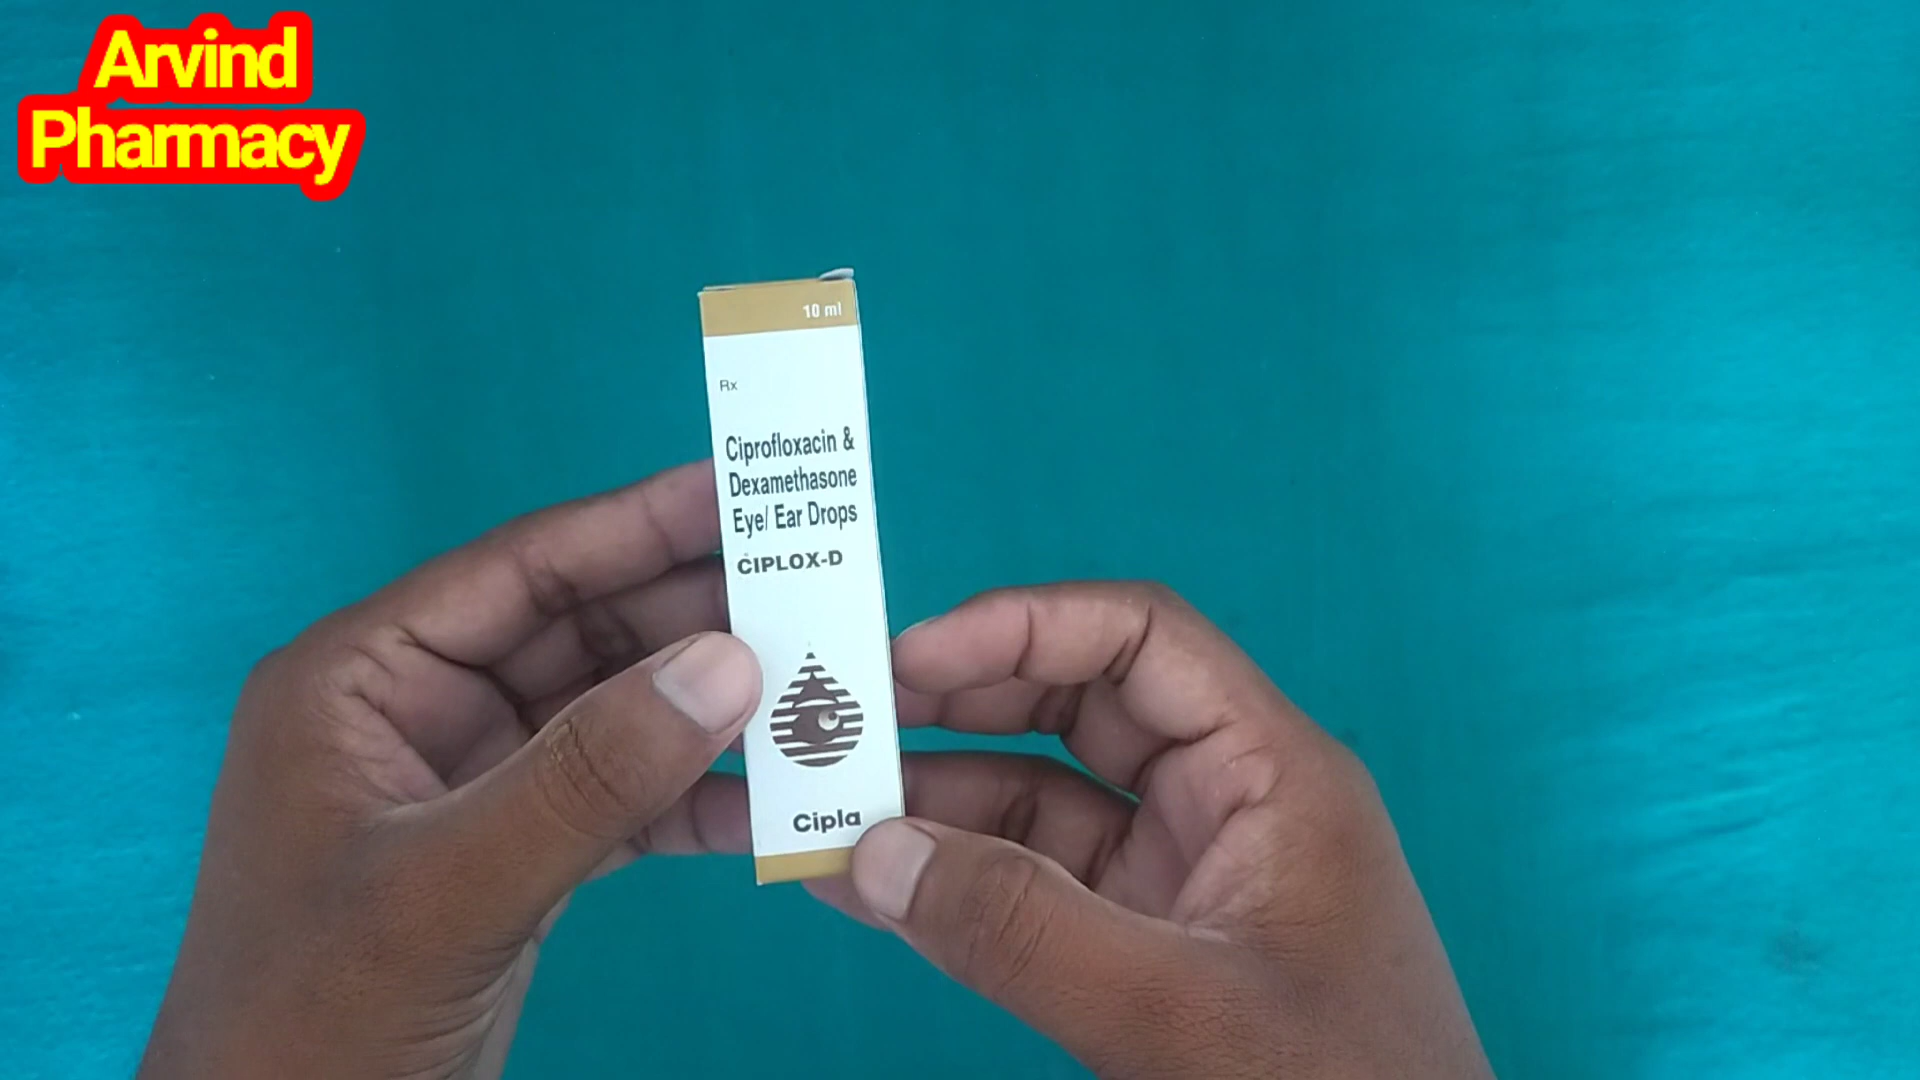 Arvind
Pharmacy
10 ml
Rx
Ciprofloxacin &
Dexamethasone
Eye/ Ear Drops
CIPLOX-D
Cipla